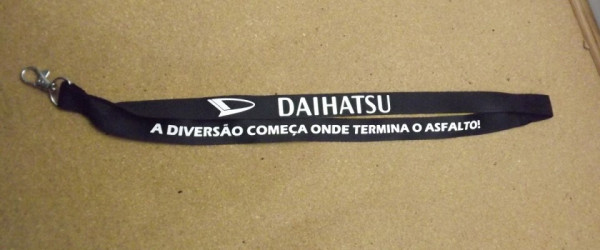 DAIHATSU
A DIVERSÃO COMEÇA ONDE TERMINA O ASFALTO!